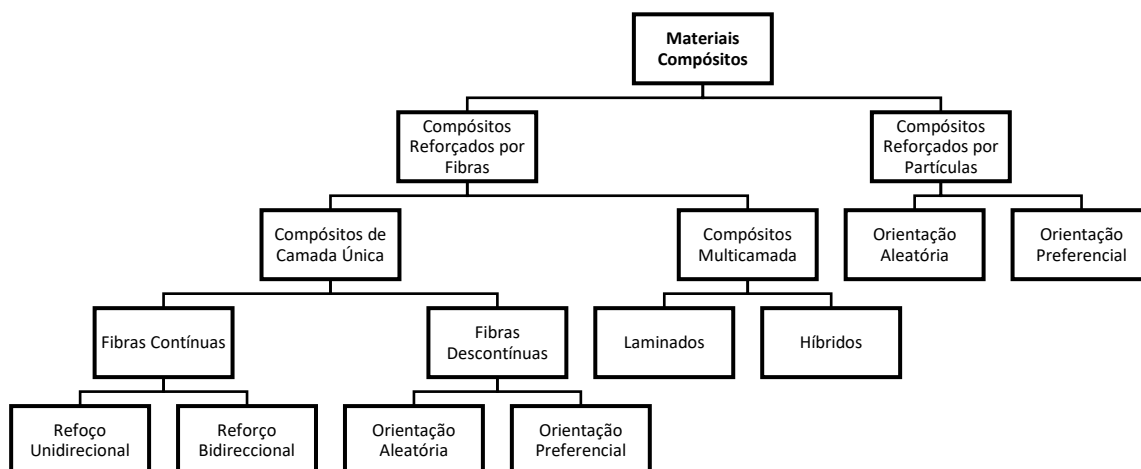 Materiais
Compósitos
Compósitos
Reforçados por
Fibras
Compósitos
Reforçados por
Partículas
Compósitos de
Camada Única
Compósitos
Multicamada
Orientação
Aleatória
Orientação
Preferencial
Fibras Contínuas
Fibras
Descontínuas
Laminados
Híbridos
Refoço
Unidirecional
Reforço
Bidireccional
Orientação
Aleatória
Orientação
Preferencial